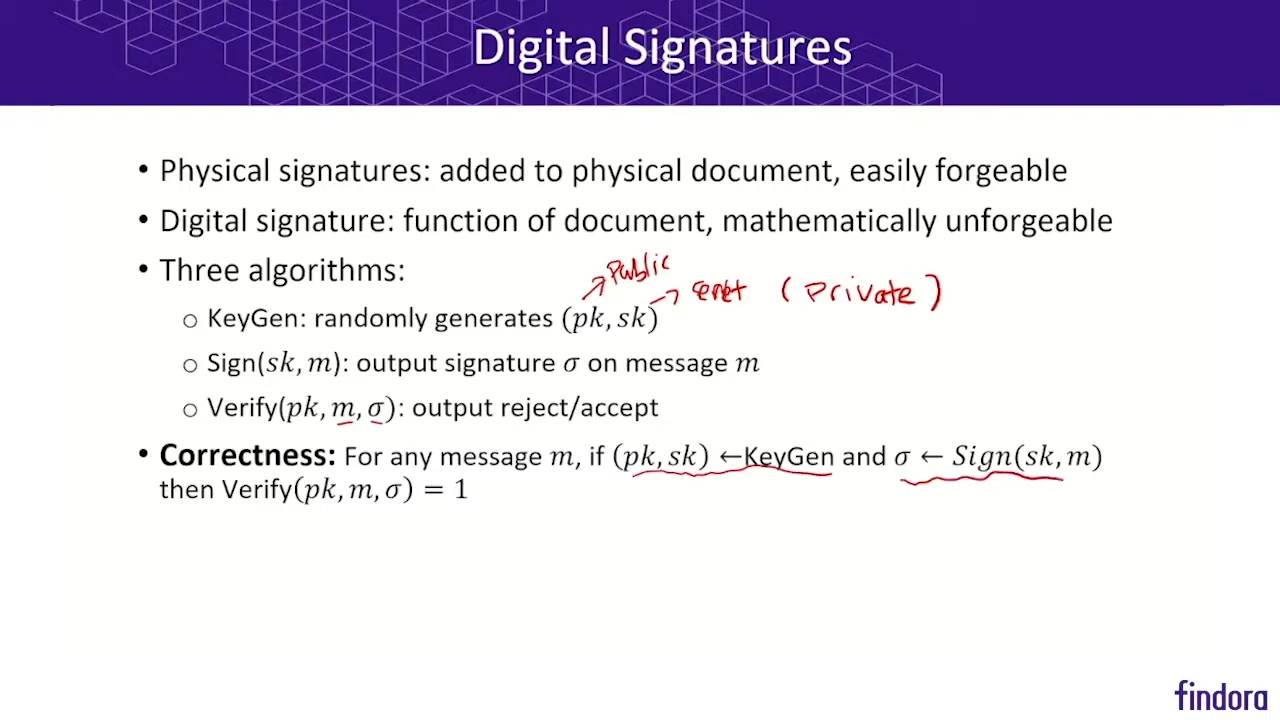 Digital Signatures
• Physical signatures: added to physical document, easily forgeable
• Digital signature: function of document, mathematically unforgeable
• Three algorithms:
Public
secret (Private)
○ KeyGen: randomly generates (pk, sk)
○ Sign(sk, m): output signature σ on message m
○ Verify(pk, m, σ): output reject/accept
• Correctness: For any message m, if (pk, sk) ←KeyGen and σ ← Sign(sk, m)
then Verify(pk, m, σ) = 1
findora